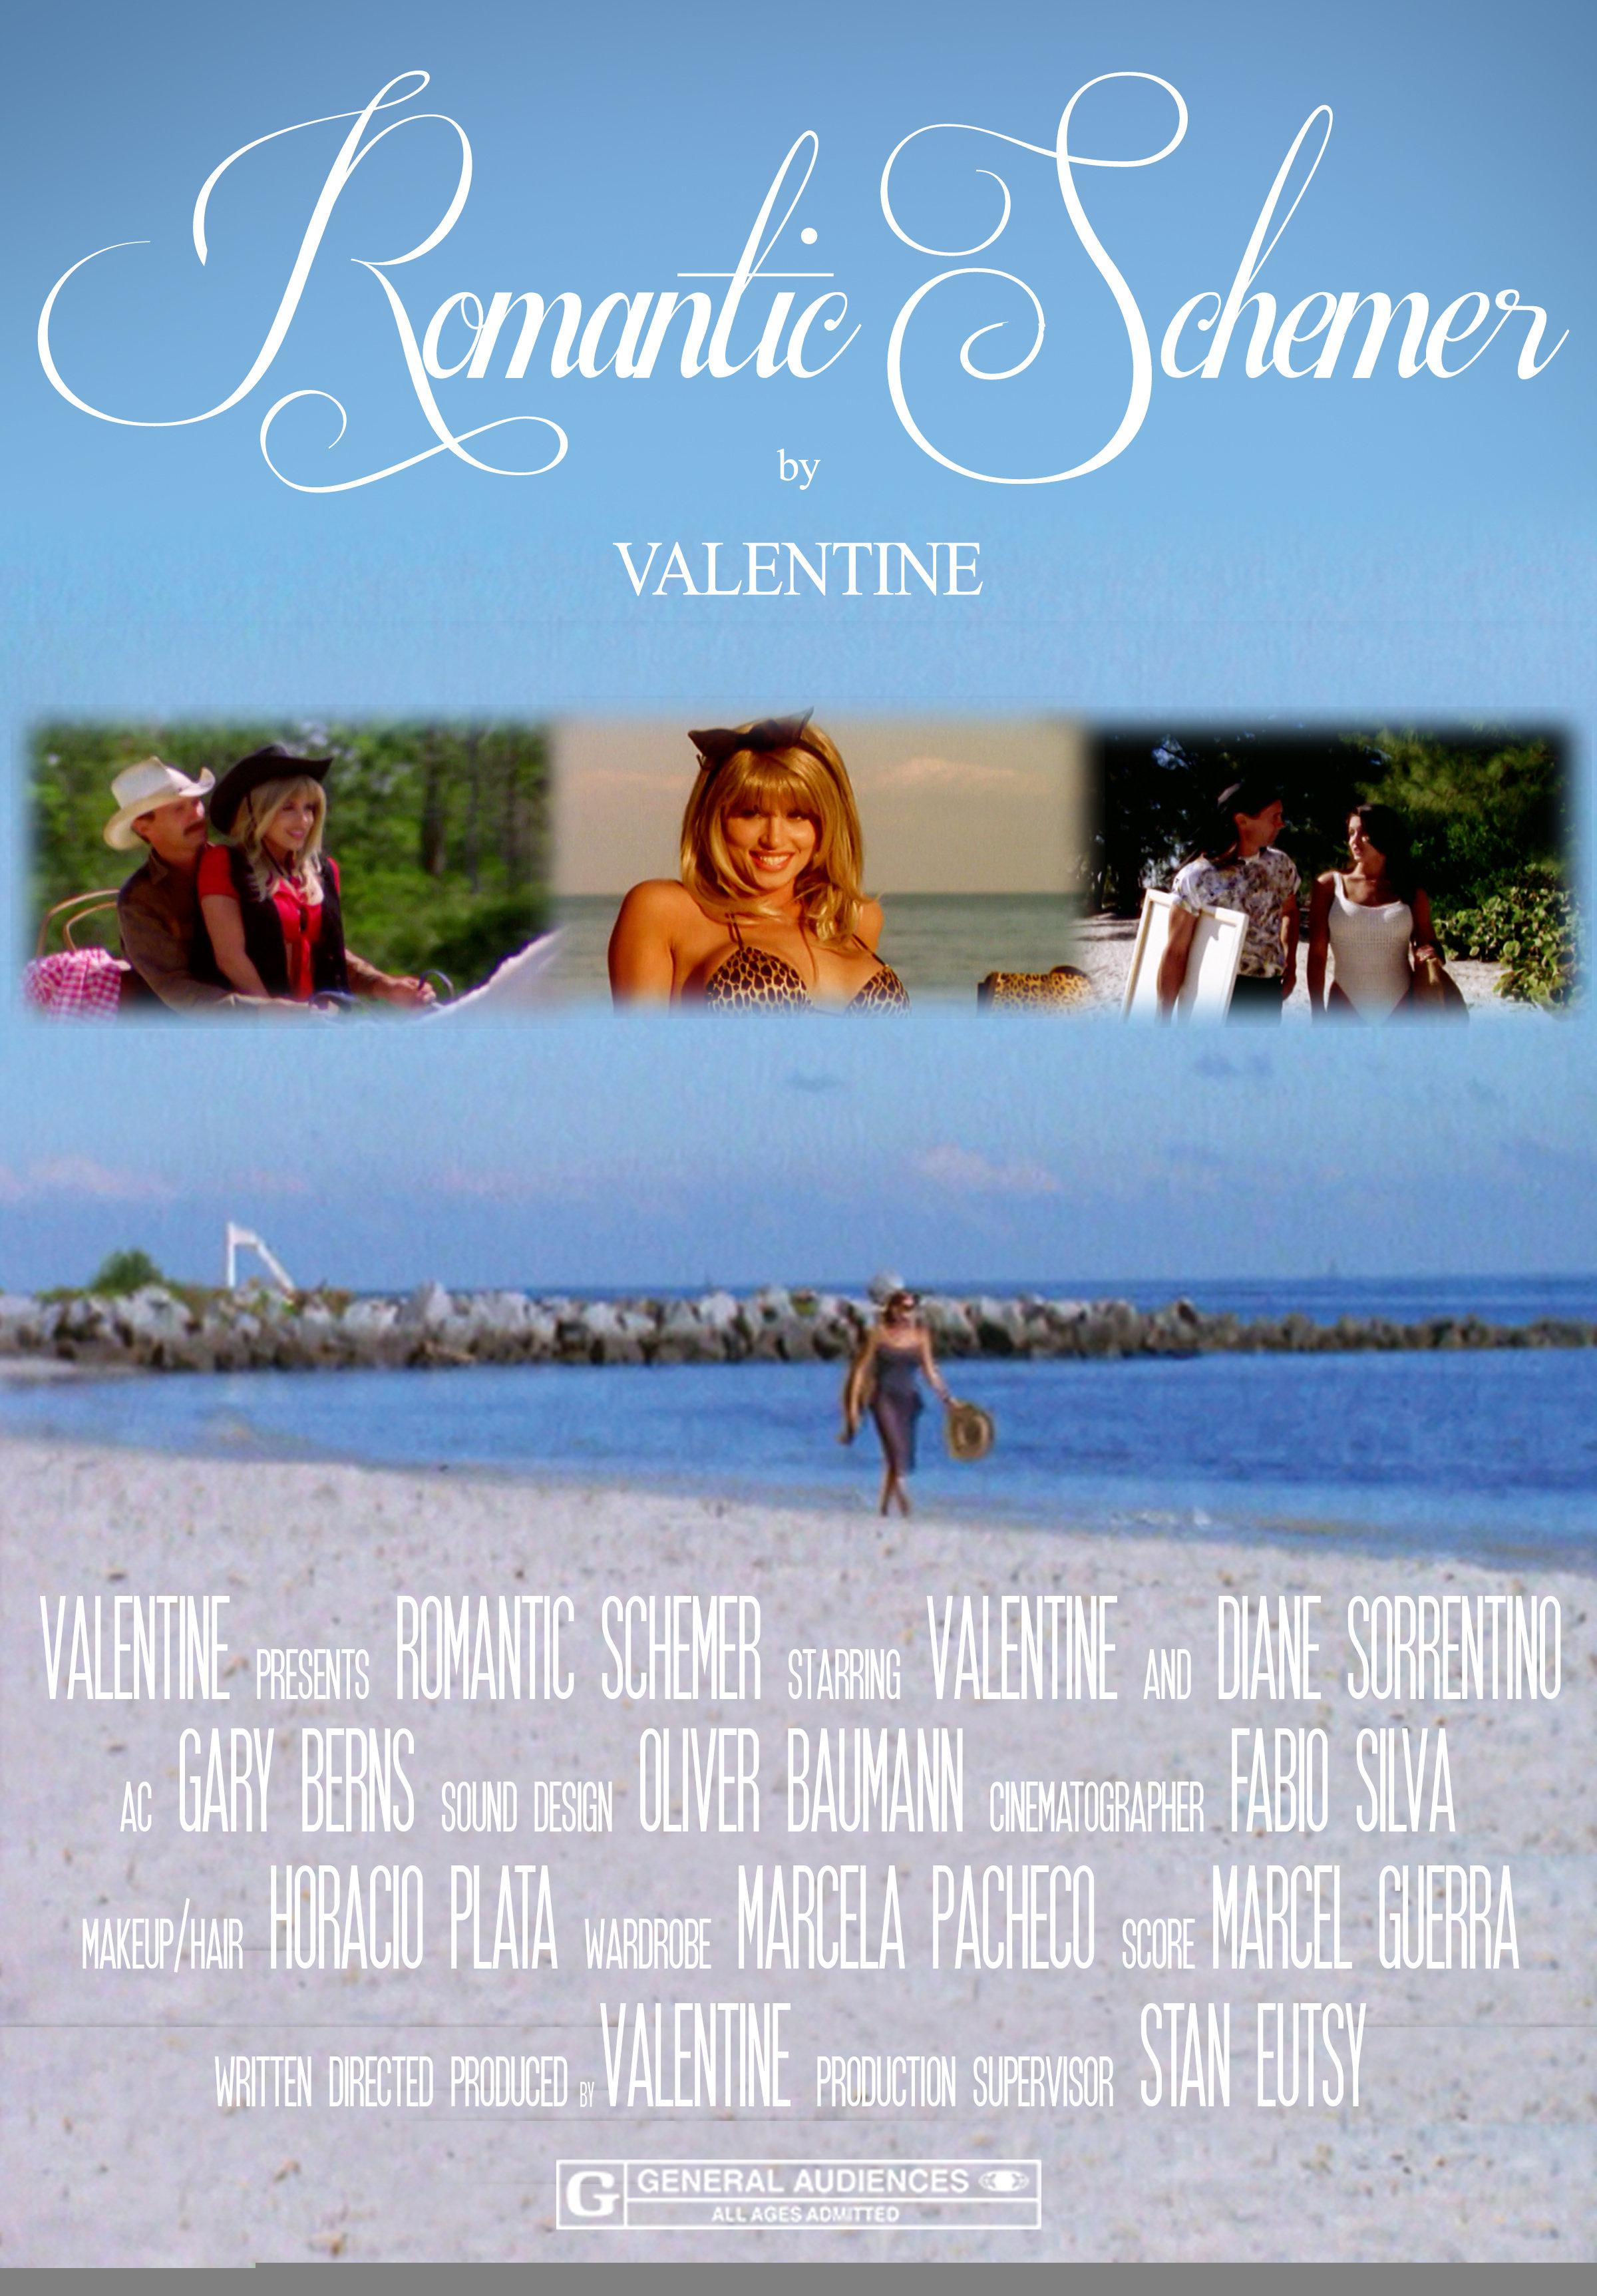 Romantic Schemer
by
VALENTINE
VALENTINE PRESENTS ROMANTIC SCHEMER STARRING VALENTINE AND DIANE SORRENTINO
AC GARY BERNS SOUND DESIGN OLIVER BAUMANN CINEMATOGRAPHER FABIO SILVA
MAKEUP/HAIR HORACIO PLATA WARDROBE MARCELA PACHECO SCORE MARCEL GUERRA
WRITTEN DIRECTED PRODUCED BY VALENTINE PRODUCTION SUPERVISOR STAN EUTSY
G GENERAL AUDIENCES
ALL AGES ADMITTED